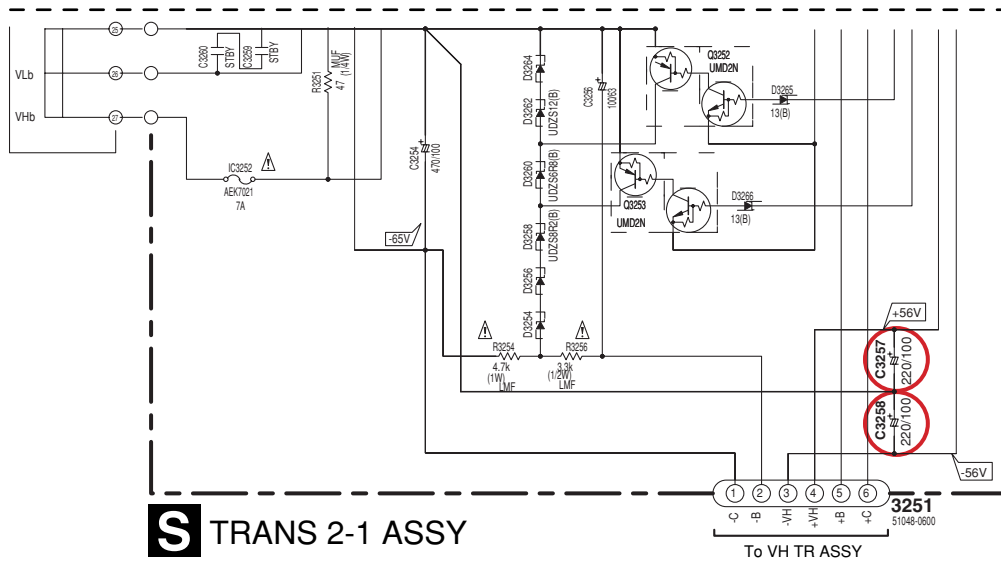 25
VLb
26
VHb
27
C3260
STBY
C3259
STBY
R3251
47
MUF
(1/4W)
IC3252
AEK7021
7A
C3254
470/100
-65V
D3264
D3262
UDZS12(B)
D3260
UDZS6R8(B)
D3258
UDZS8R2(B)
D3256
D3254
C3256
100/63
Q3252
UMD2N
D3265
13(B)
Q3253
UMD2N
D3266
13(B)
R3254
4.7k
(1W)
LMF
R3256
3.3k
(1/2W)
LMF
+56V
C3257
220/100
C3258
220/100
-56V
1 2 3 4 5 6
-C -B -VH +VH +B +C
3251
51048-0600
To VH TR ASSY
S TRANS 2-1 ASSY